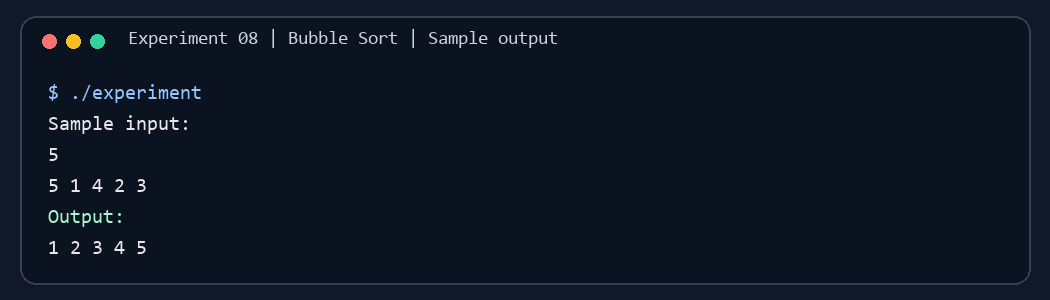 Experiment 08 | Bubble Sort | Sample output
$ ./experiment
Sample input:
5
5 1 4 2 3
Output:
1 2 3 4 5